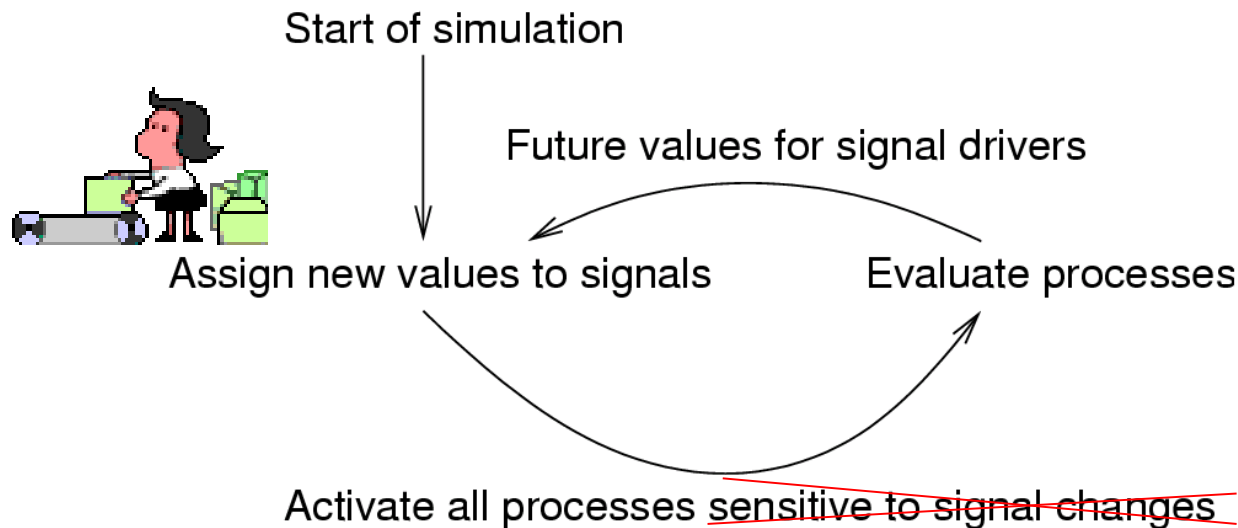 Start of simulation
Future values for signal drivers
Assign new values to signals
Evaluate processes
Activate all processes sensitive to signal changes